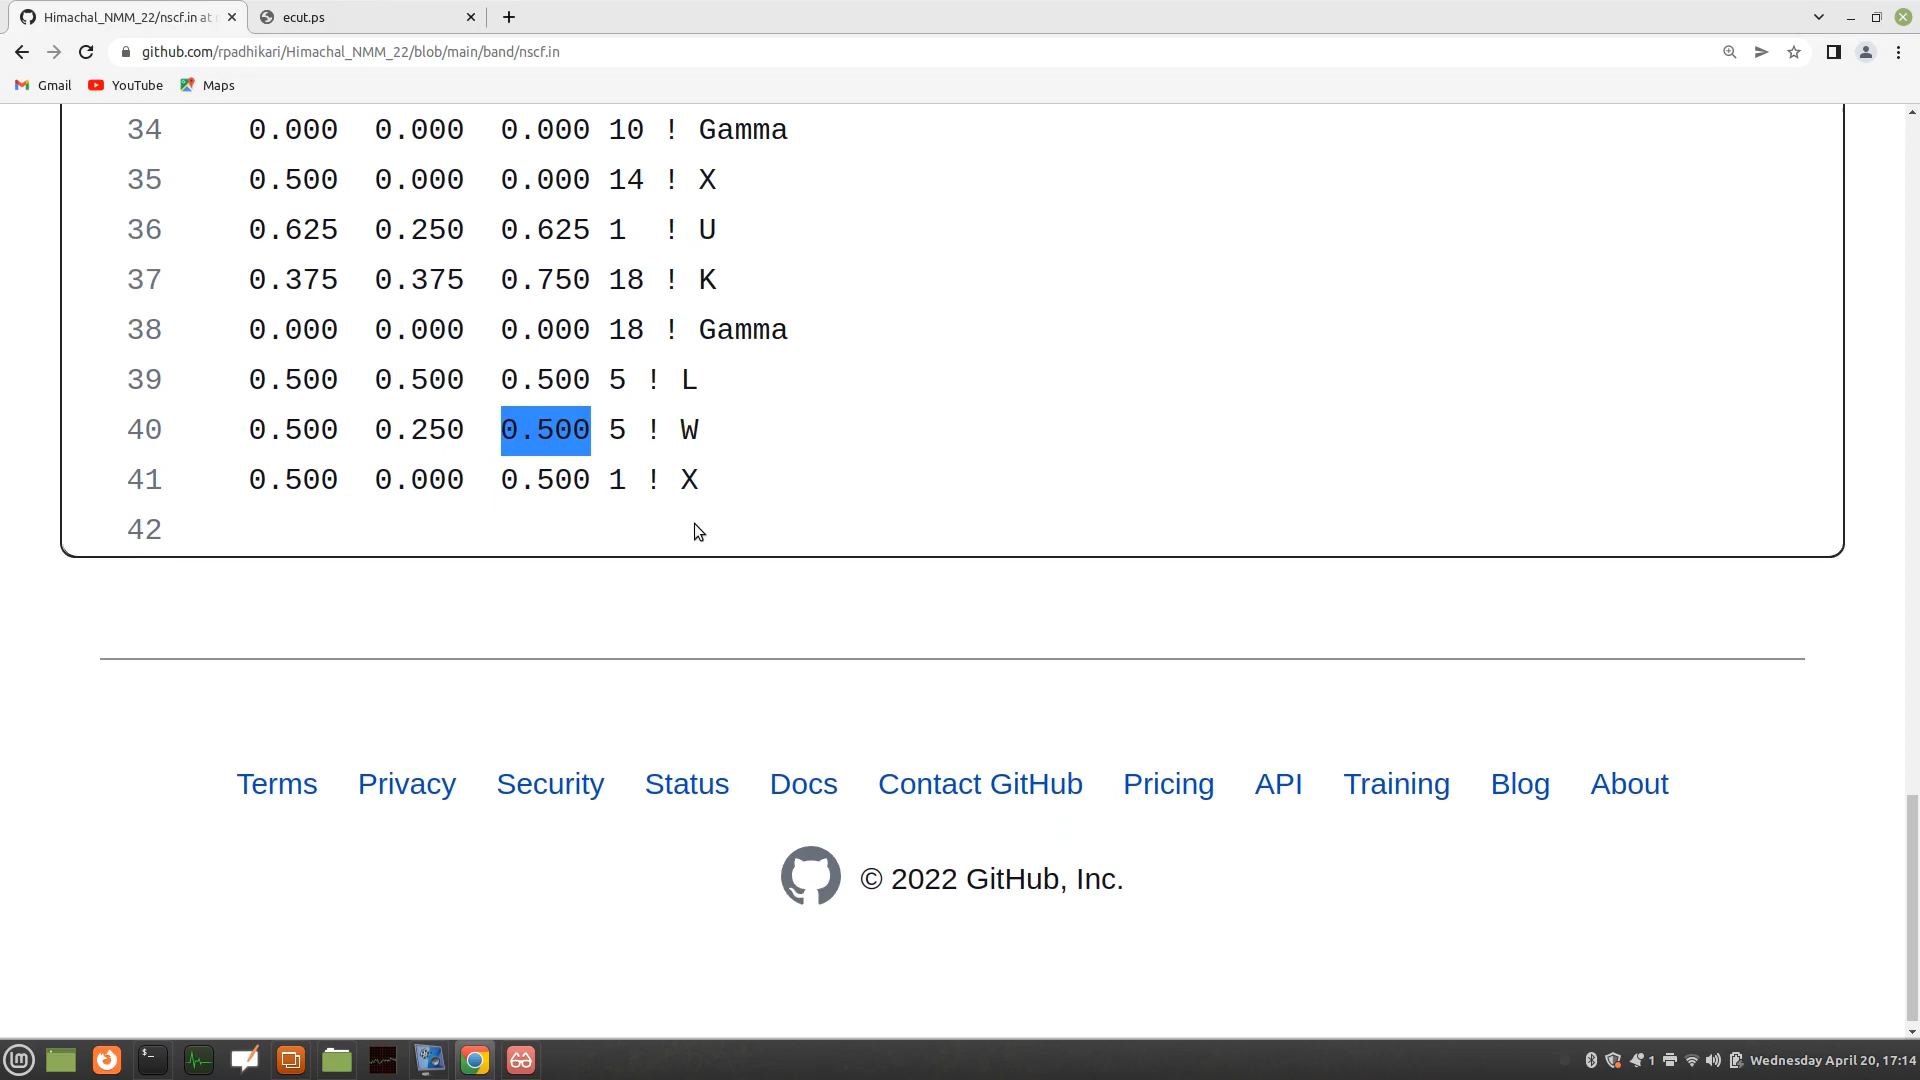 Himachal_NMM_22/nscf.in at
ecut.ps
github.com/rpadhikari/Himachal_NMM_22/blob/main/band/nscf.in
Gmail YouTube Maps
34 0.000 0.000 0.000 10 ! Gamma
35 0.500 0.000 0.000 14 ! X
36 0.625 0.250 0.625 1 ! U
37 0.375 0.375 0.750 18 ! K
38 0.000 0.000 0.000 18 ! Gamma
39 0.500 0.500 0.500 5 ! L
40 0.500 0.250 0.500 5 ! W
41 0.500 0.000 0.500 1 ! X
42
Terms Privacy Security Status Docs Contact GitHub Pricing API Training Blog About
© 2022 GitHub, Inc.
1 Wednesday April 20, 17:14